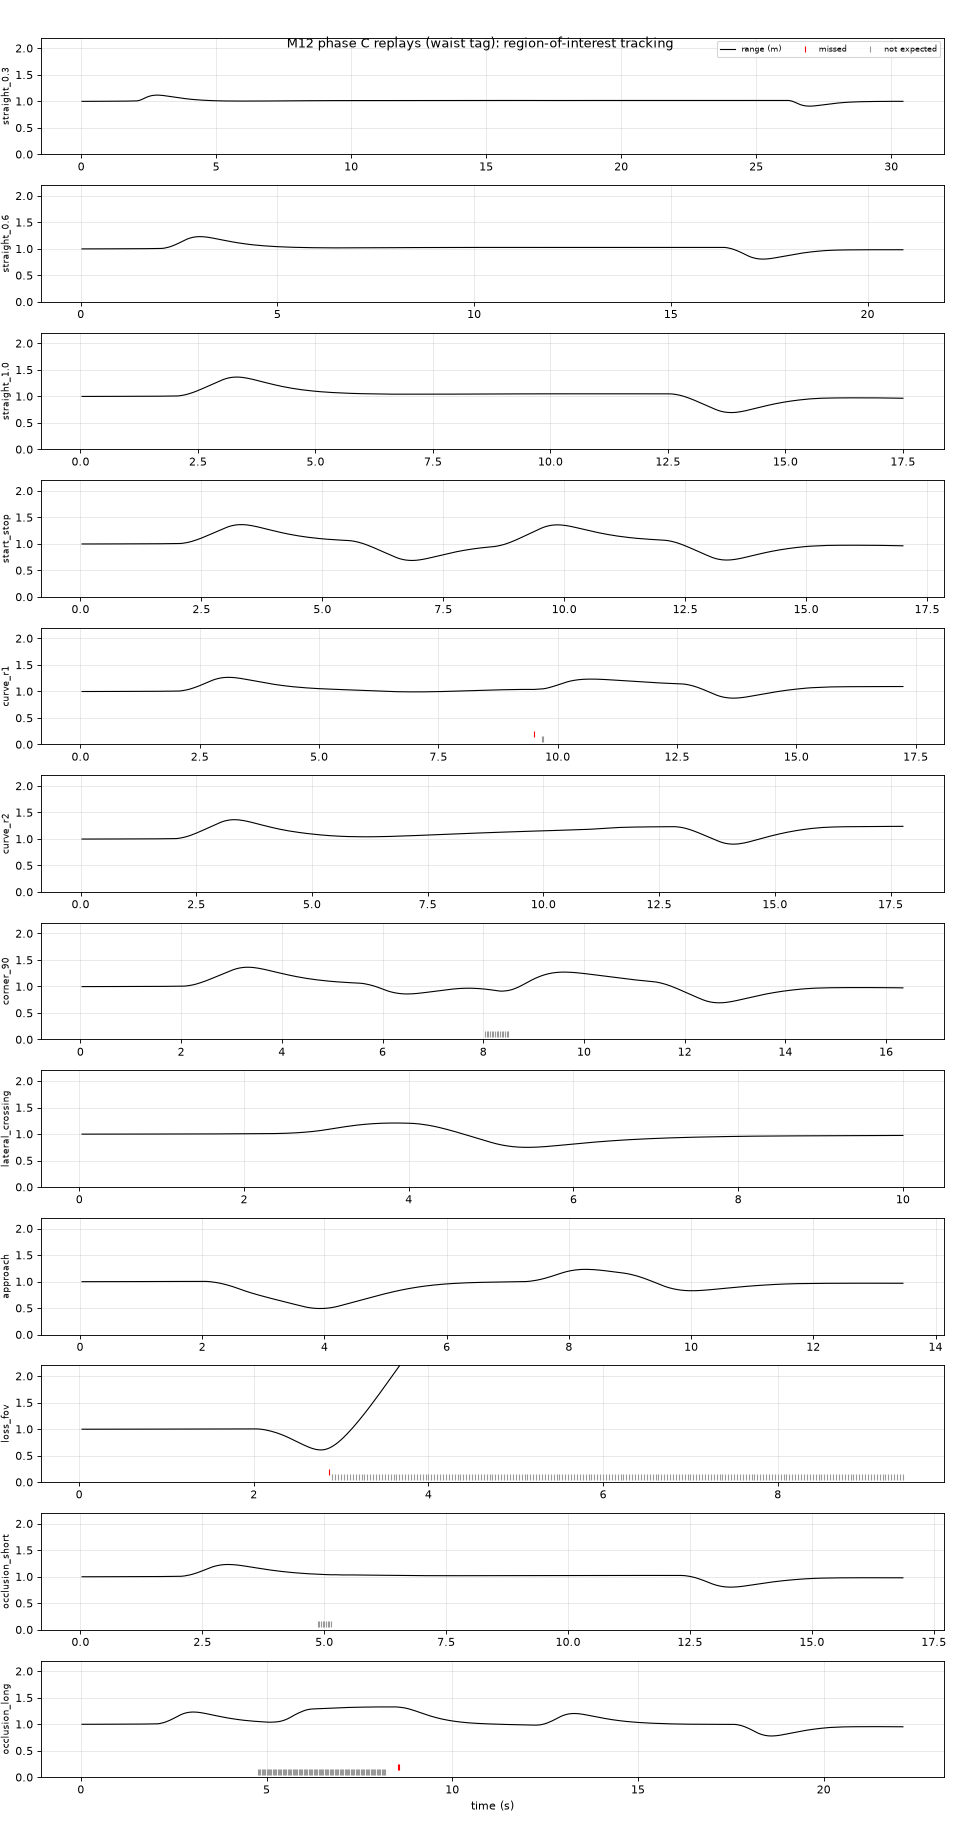 M12 phase C replays (waist tag): region-of-interest tracking
range (m) missed not expected
straight_0.3
2.0
1.5
1.0
0.5
0.0
0 5 10 15 20 25 30
straight_0.6
2.0
1.5
1.0
0.5
0.0
0 5 10 15 20
straight_1.0
2.0
1.5
1.0
0.5
0.0
0.0 2.5 5.0 7.5 10.0 12.5 15.0 17.5
start_stop
2.0
1.5
1.0
0.5
0.0
0.0 2.5 5.0 7.5 10.0 12.5 15.0 17.5
curve_r1
2.0
1.5
1.0
0.5
0.0
0.0 2.5 5.0 7.5 10.0 12.5 15.0 17.5
curve_r2
2.0
1.5
1.0
0.5
0.0
0.0 2.5 5.0 7.5 10.0 12.5 15.0 17.5
corner_90
2.0
1.5
1.0
0.5
0.0
0 2 4 6 8 10 12 14 16
lateral_crossing
2.0
1.5
1.0
0.5
0.0
0 2 4 6 8 10
approach
2.0
1.5
1.0
0.5
0.0
0 2 4 6 8 10 12 14
loss_fov
2.0
1.5
1.0
0.5
0.0
0 2 4 6 8
occlusion_short
2.0
1.5
1.0
0.5
0.0
0.0 2.5 5.0 7.5 10.0 12.5 15.0 17.5
occlusion_long
2.0
1.5
1.0
0.5
0.0
0 5 10 15 20
time (s)